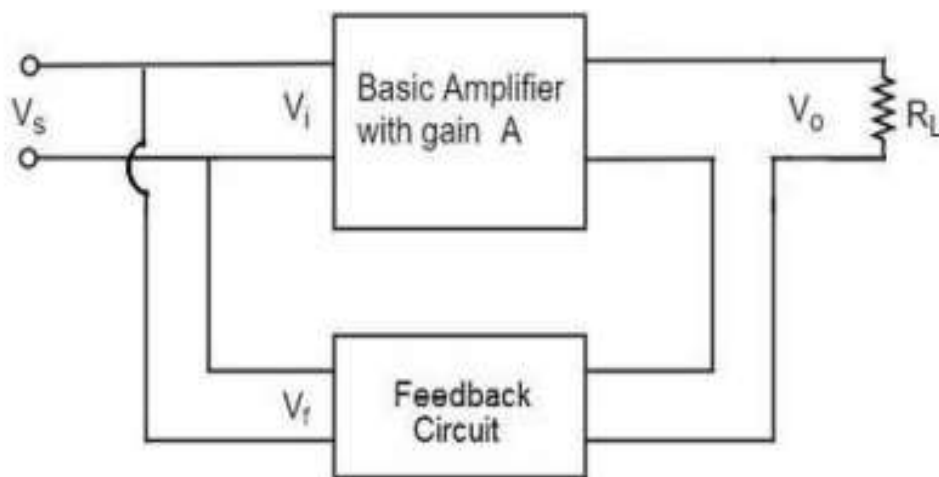 Basic Amplifier
with gain A
Vs
Vi
Vo
RL
Feedback
Circuit
Vf